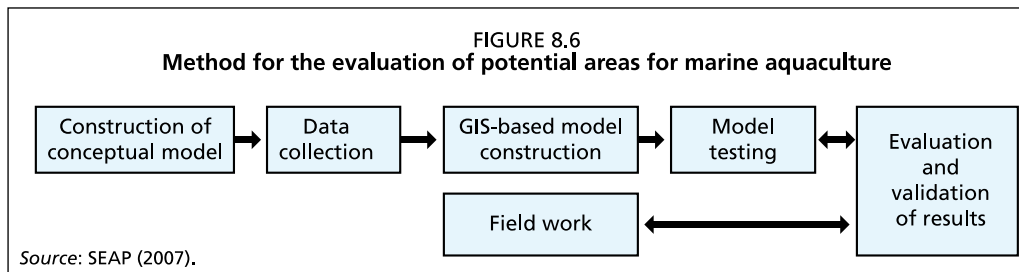 FIGURE 8.6
Method for the evaluation of potential areas for marine aquaculture
Construction of
conceptual model
Data
collection
GIS-based model
construction
Model
testing
Evaluation
and
validation
of results
Field work
Source: SEAP (2007).